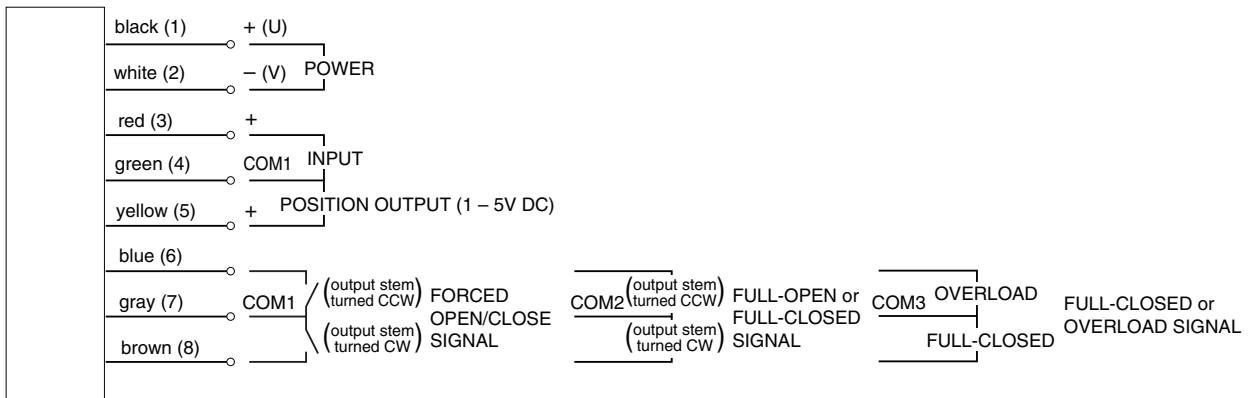 black (1) + (U)
white (2) – (V) POWER
red (3) +
green (4) COM1 INPUT
yellow (5) + POSITION OUTPUT (1 – 5V DC)
blue (6)
gray (7) COM1
brown (8)
(output stem
turned CCW)
(output stem
turned CW)
FORCED
OPEN/CLOSE
SIGNAL
COM2
(output stem
turned CCW)
(output stem
turned CW)
FULL-OPEN or
FULL-CLOSED
SIGNAL
COM3
OVERLOAD
FULL-CLOSED
FULL-CLOSED or
OVERLOAD SIGNAL